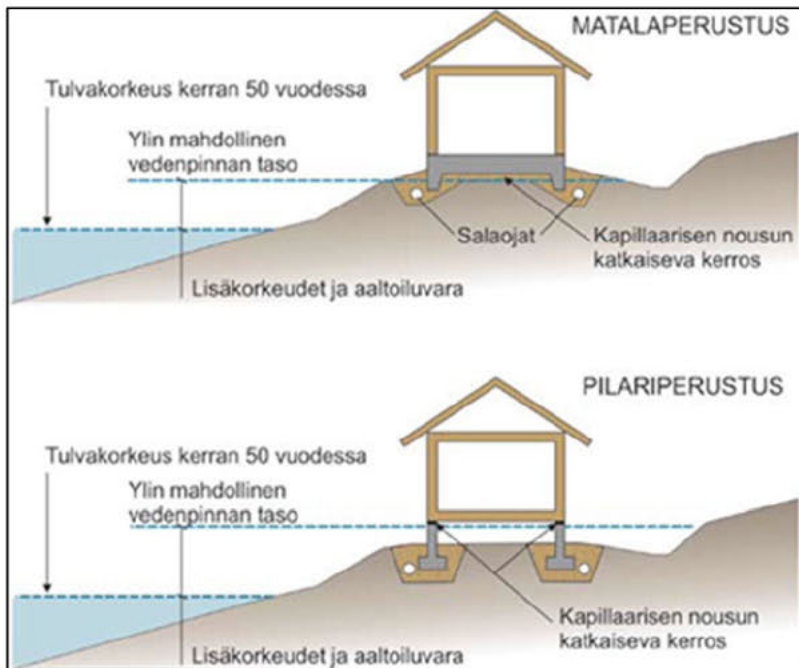 MATALAPERUSTUS
Tulvakorkeus kerran 50 vuodessa
Ylin mahdollinen
vedenpinnan taso
Salaojat
Kapillaarisen nousun
katkaiseva kerros
Lisäkorkeudet ja aaltoiluvara
PILARIPERUSTUS
Tulvakorkeus kerran 50 vuodessa
Ylin mahdollinen
vedenpinnan taso
Kapillaarisen nousun
katkaiseva kerros
Lisäkorkeudet ja aaltoiluvara